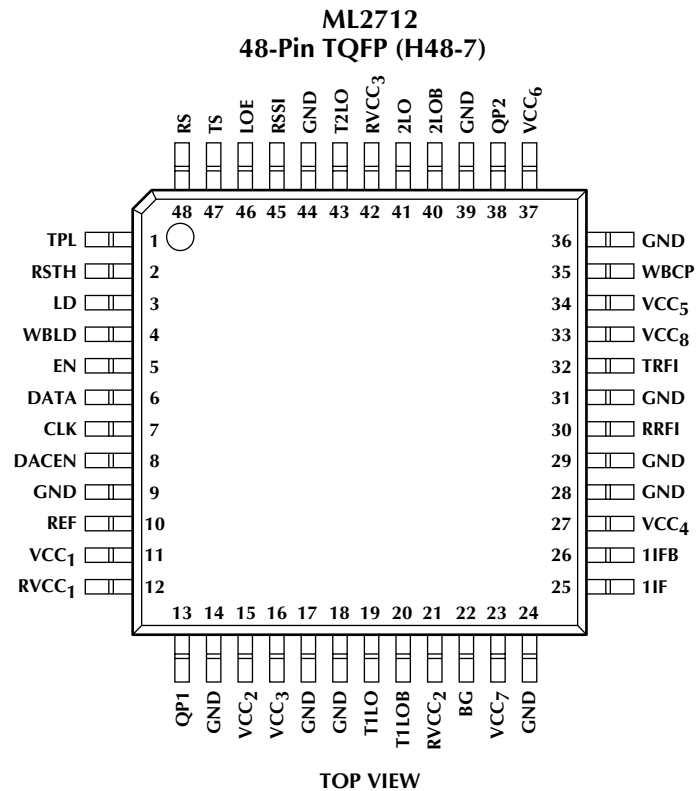 ML2712
48-Pin TQFP (H48-7)
RS TS LOE RSSI GND T2LO RVCC3 2LO 2LOB GND QP2 VCC6
48 47 46 45 44 43 42 41 40 39 38 37
TPL 1 36 GND
RSTH 2 35 WBCP
LD 3 34 VCC5
WBLD 4 33 VCC8
EN 5 32 TRFI
DATA 6 31 GND
CLK 7 30 RRFI
DACEN 8 29 GND
GND 9 28 GND
REF 10 27 VCC4
VCC1 11 26 1IFB
RVCC1 12 25 1IF
13 14 15 16 17 18 19 20 21 22 23 24
QP1 GND VCC2 VCC3 GND GND T1LO T1LOB RVCC2 BG VCC7 GND
TOP VIEW